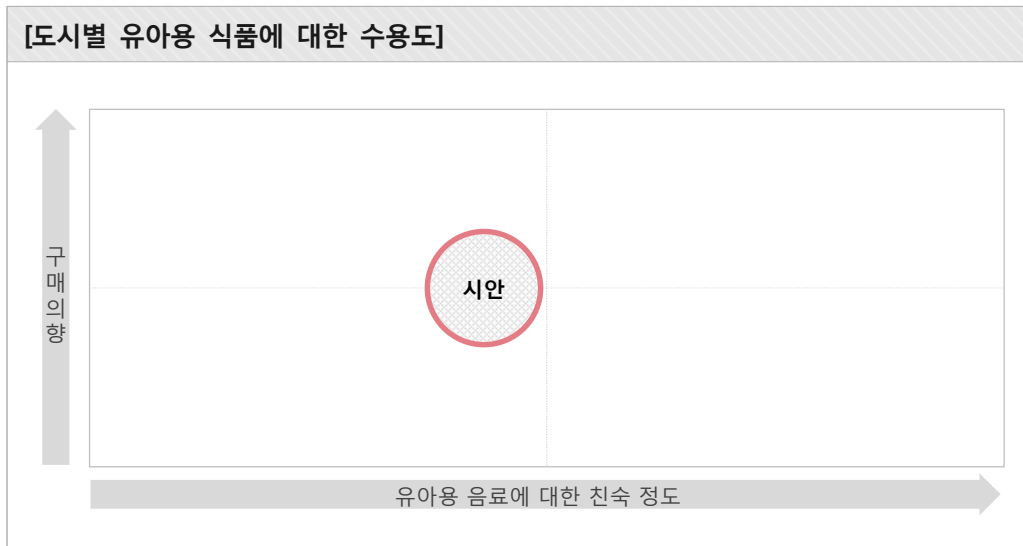 [도시별 유아용 식품에 대한 수용도]
구매의향
시안
유아용 음료에 대한 친숙 정도